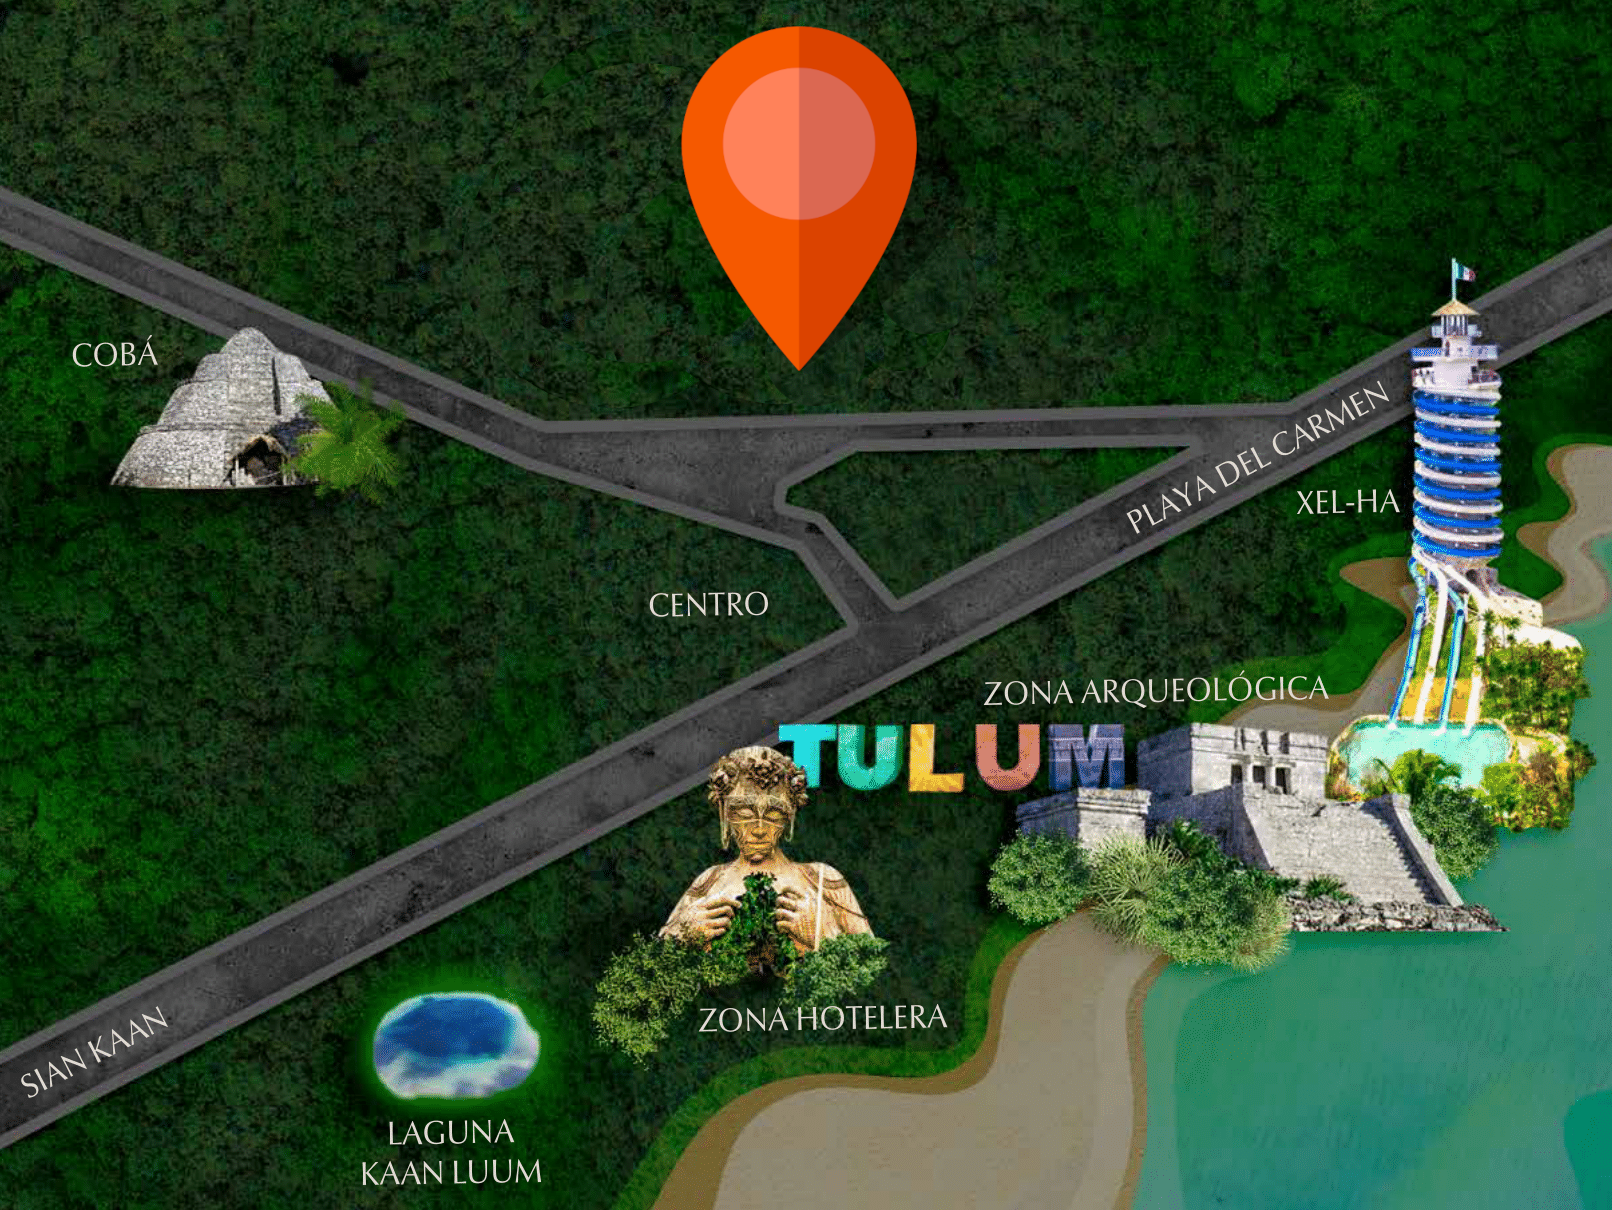 COBÁ
PLAYA DEL CARMEN
XEL-HA
CENTRO
ZONA ARQUEOLÓGICA
TULUM
ZONA HOTELERA
SIAN KAAN
LAGUNA
KAAN LUUM